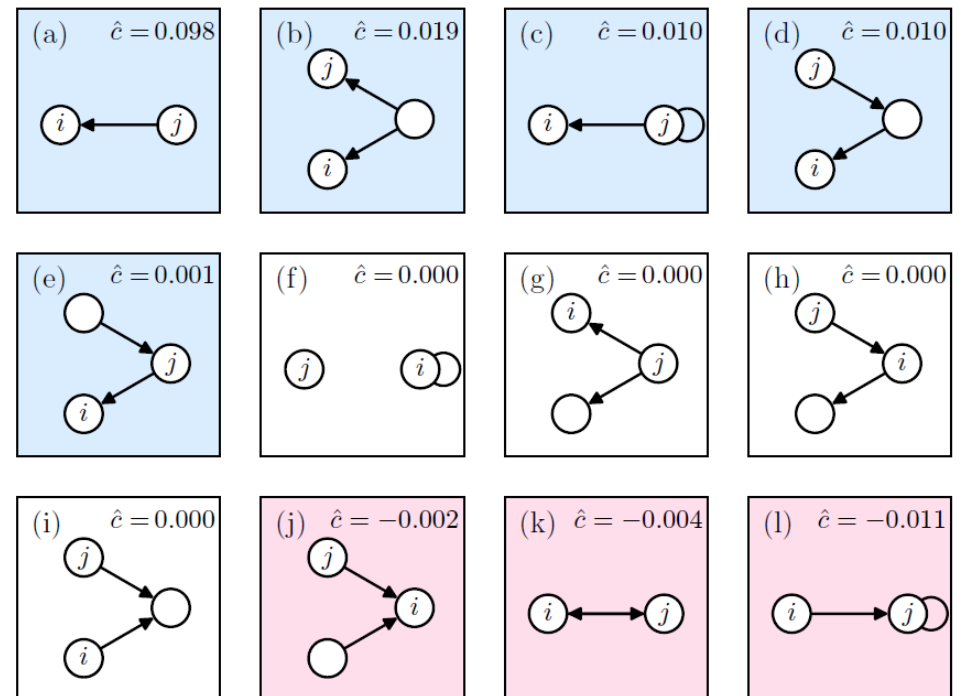 (a) ĉ = 0.098
i j
(b) ĉ = 0.019
j
i
(c) ĉ = 0.010
i j
(d) ĉ = 0.010
j
i
(e) ĉ = 0.001
j
i
(f) ĉ = 0.000
j i
(g) ĉ = 0.000
i
j
(h) ĉ = 0.000
j
i
(i) ĉ = 0.000
j
i
(j) ĉ = −0.002
j
i
(k) ĉ = −0.004
i j
(l) ĉ = −0.011
i j